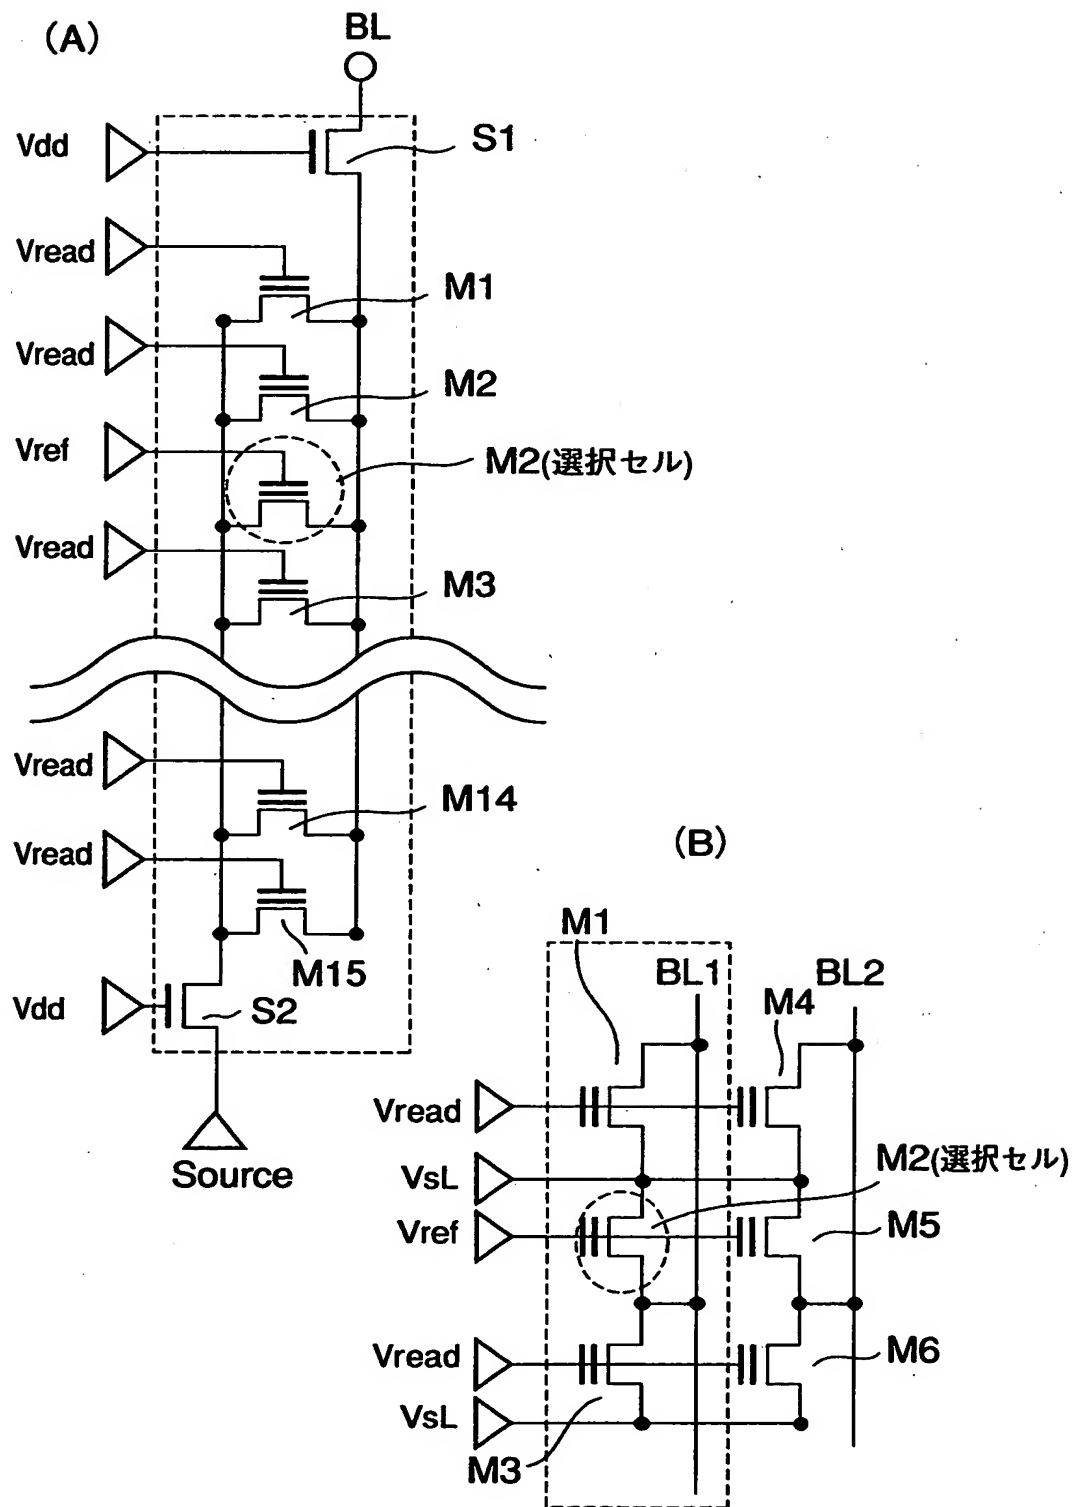 (A)
BL
Vdd
S1
Vread
M1
Vread
M2
Vref
M2(選択セル)
Vread
M3
Vread
M14
Vread
M15
Vdd
S2
Source
(B)
M1
BL1
BL2
M4
Vread
M2(選択セル)
VsL
Vref
M5
Vread
M6
VsL
M3